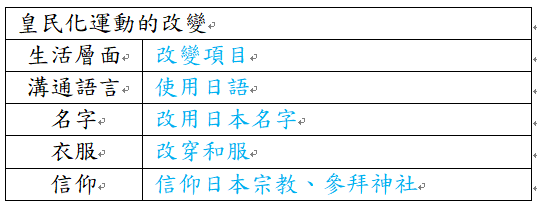 皇民化運動的改變
生活層面 改變項目
溝通語言 使用日語
名字 改用日本名字
衣服 改穿和服
信仰 信仰日本宗教、參拜神社